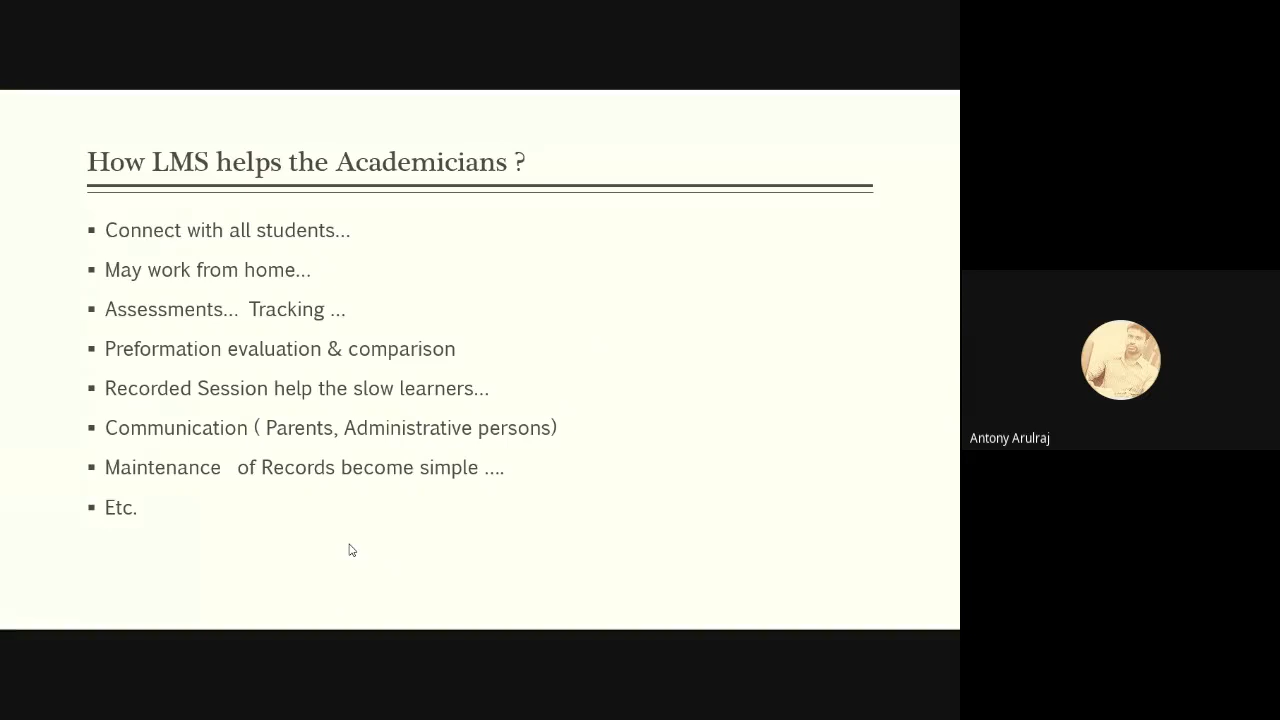 How LMS helps the Academicians ?
▪ Connect with all students...
▪ May work from home...
▪ Assessments... Tracking ...
▪ Preformation evaluation & comparison
▪ Recorded Session help the slow learners...
▪ Communication ( Parents, Administrative persons)
▪ Maintenance of Records become simple ....
▪ Etc.
Antony Arulraj